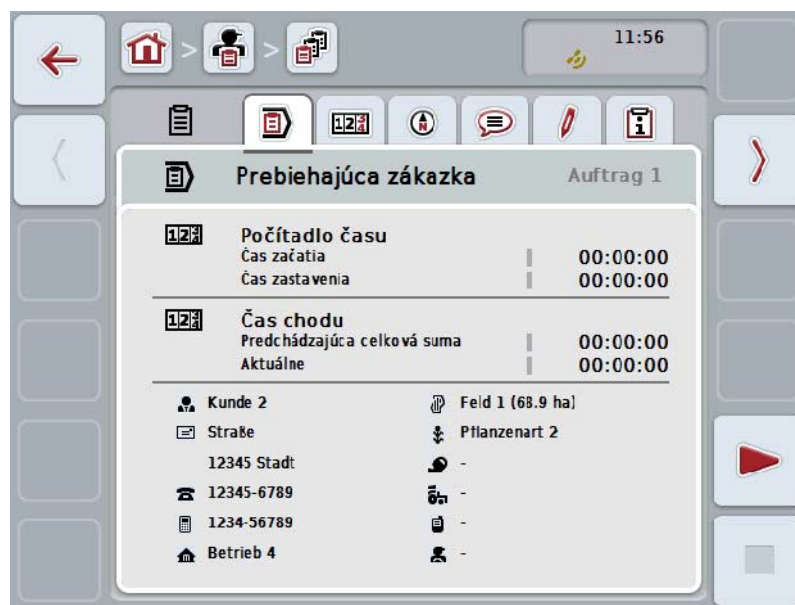 11:56
Prebiehajúca zákazka Auftrag 1
Počítadlo času
Čas začatia 00:00:00
Čas zastavenia 00:00:00
Čas chodu
Predchádzajúca celková suma 00:00:00
Aktuálne 00:00:00
Kunde 2 Feld 1 (68.9 ha)
Straße Pflanzenart 2
12345 Stadt -
12345-6789 -
1234-56789 -
Betrieb 4 -